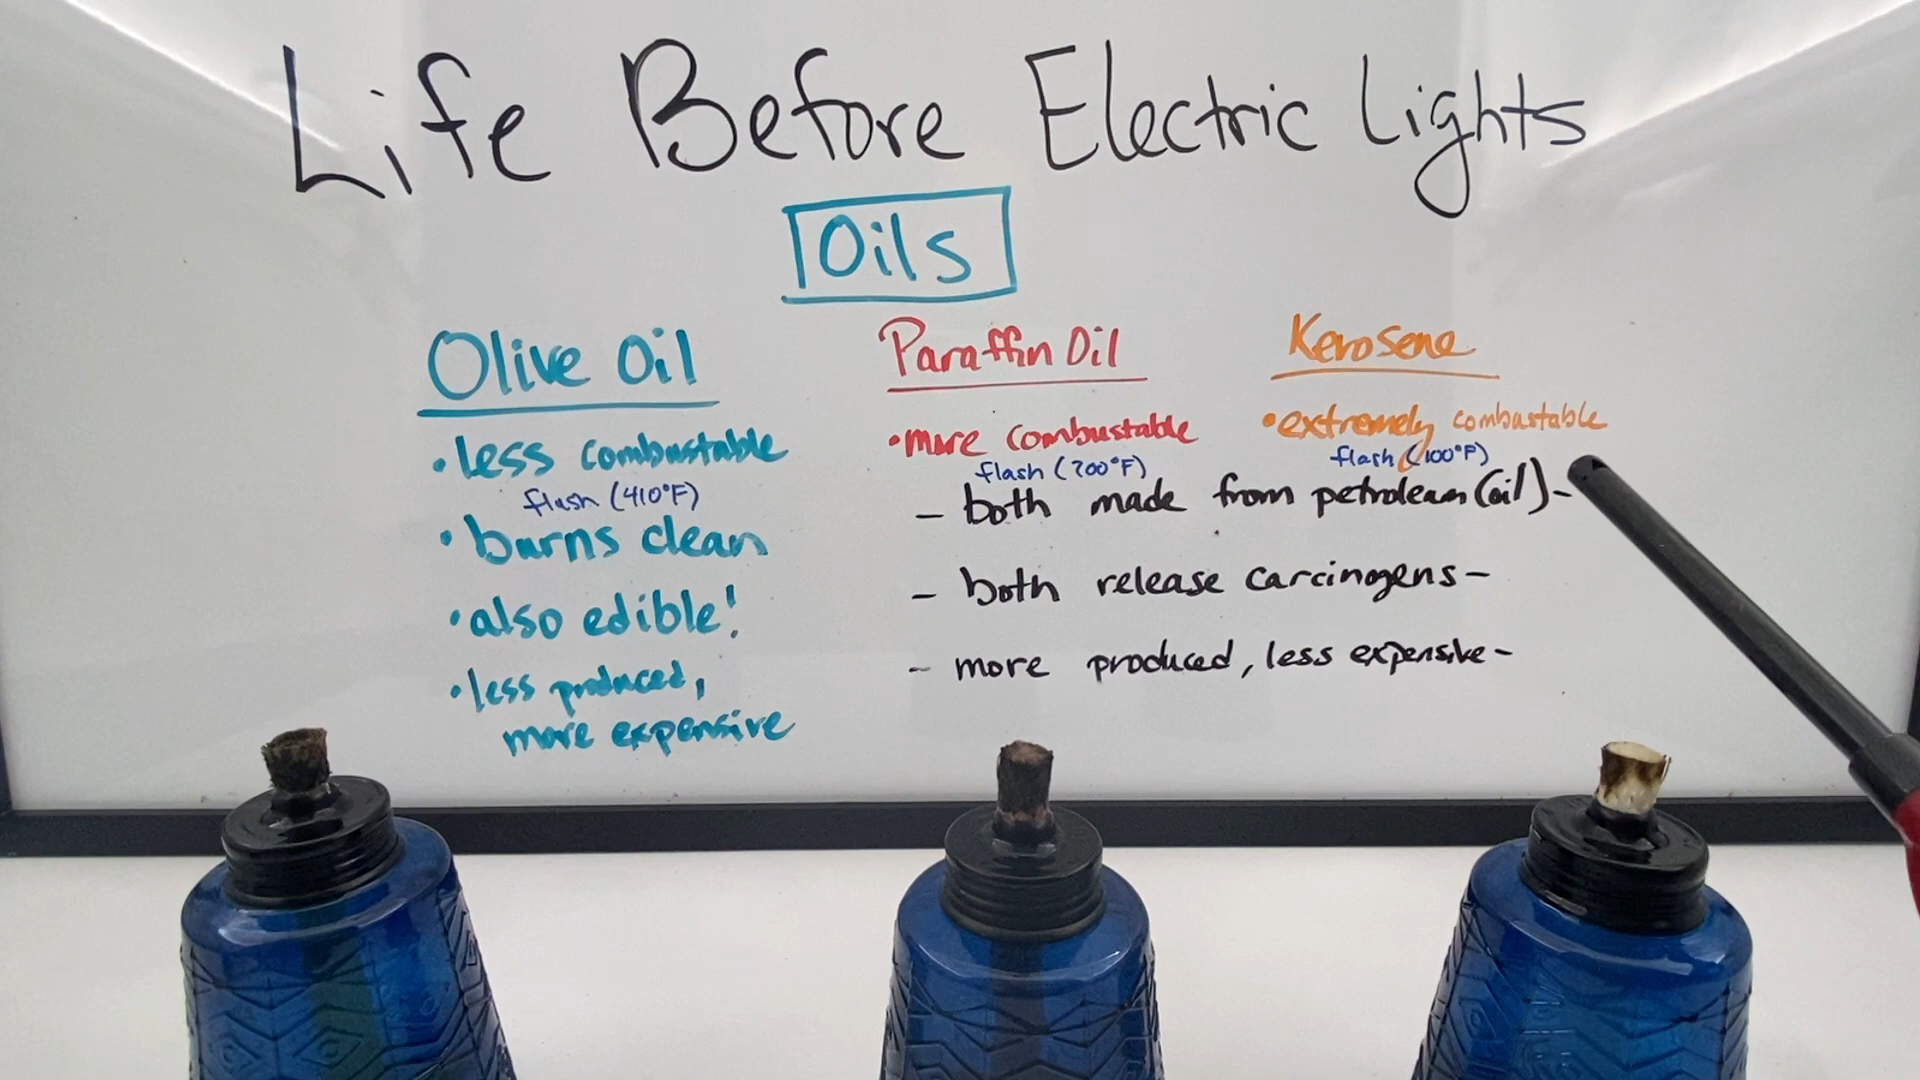 Life Before Electric Lights
Oils
Olive Oil
• less combustable
flash (410°F)
• burns clean
• also edible!
• less produced,
more expensive
Paraffin Oil
• more combustable
flash (200°F)
Kerosene
• extremely combustable
flash (100°F)
- both made from petroleum (oil) -
- both release carcinogens -
- more produced, less expensive -